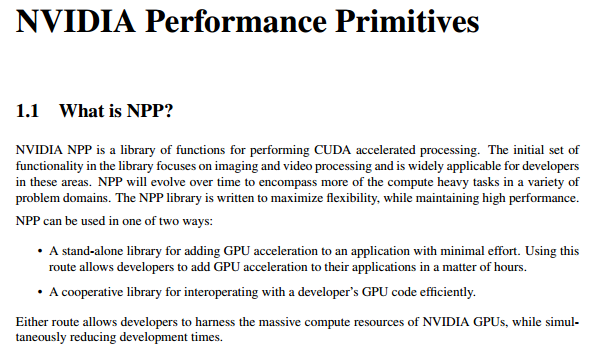 NVIDIA Performance Primitives
1.1 What is NPP?
NVIDIA NPP is a library of functions for performing CUDA accelerated processing. The initial set of
functionality in the library focuses on imaging and video processing and is widely applicable for developers
in these areas. NPP will evolve over time to encompass more of the compute heavy tasks in a variety of
problem domains. The NPP library is written to maximize flexibility, while maintaining high performance.
NPP can be used in one of two ways:
• A stand-alone library for adding GPU acceleration to an application with minimal effort. Using this
route allows developers to add GPU acceleration to their applications in a matter of hours.
• A cooperative library for interoperating with a developer's GPU code efficiently.
Either route allows developers to harness the massive compute resources of NVIDIA GPUs, while simul-
taneously reducing development times.